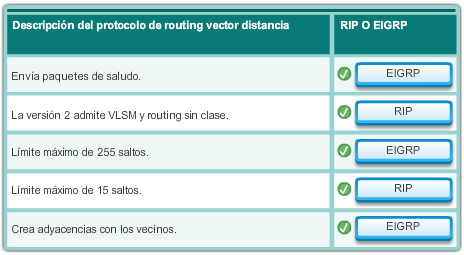 Descripción del protocolo de routing vector distancia RIP O EIGRP
Envía paquetes de saludo. EIGRP
La versión 2 admite VLSM y routing sin clase. RIP
Límite máximo de 255 saltos. EIGRP
Límite máximo de 15 saltos. RIP
Crea adyacencias con los vecinos. EIGRP